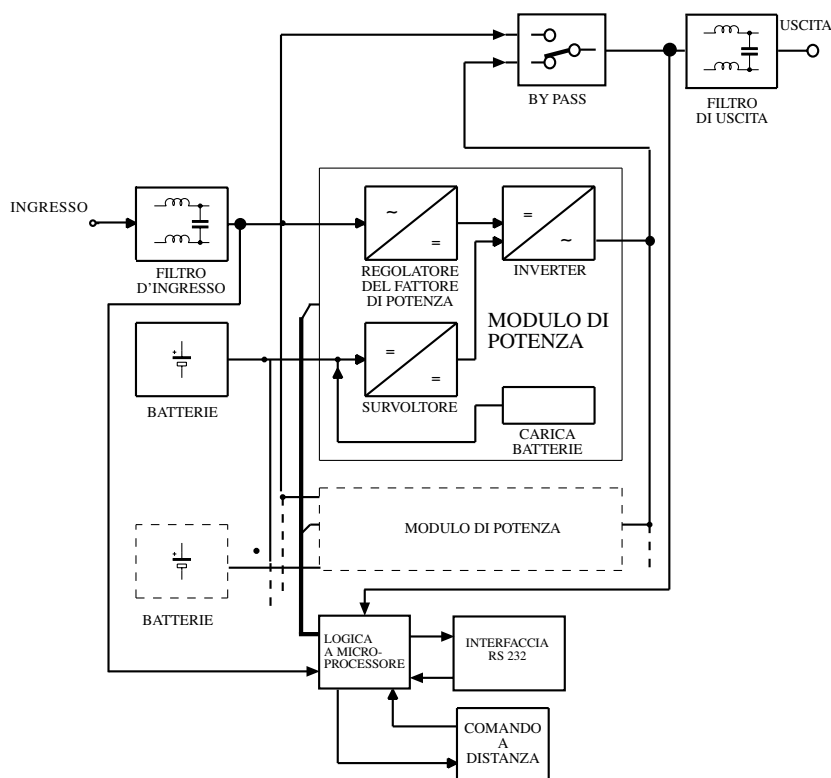 USCITA
BY PASS
FILTRO
DI USCITA
INGRESSO
~
=
=
~
FILTRO
D'INGRESSO
REGOLATORE
DEL FATTORE
DI POTENZA
INVERTER
MODULO DI
POTENZA
+
=
=
BATTERIE
SURVOLTORE
CARICA
BATTERIE
MODULO DI POTENZA
+
BATTERIE
LOGICA
A MICRO-
PROCESSORE
INTERFACCIA
RS 232
COMANDO
A
DISTANZA